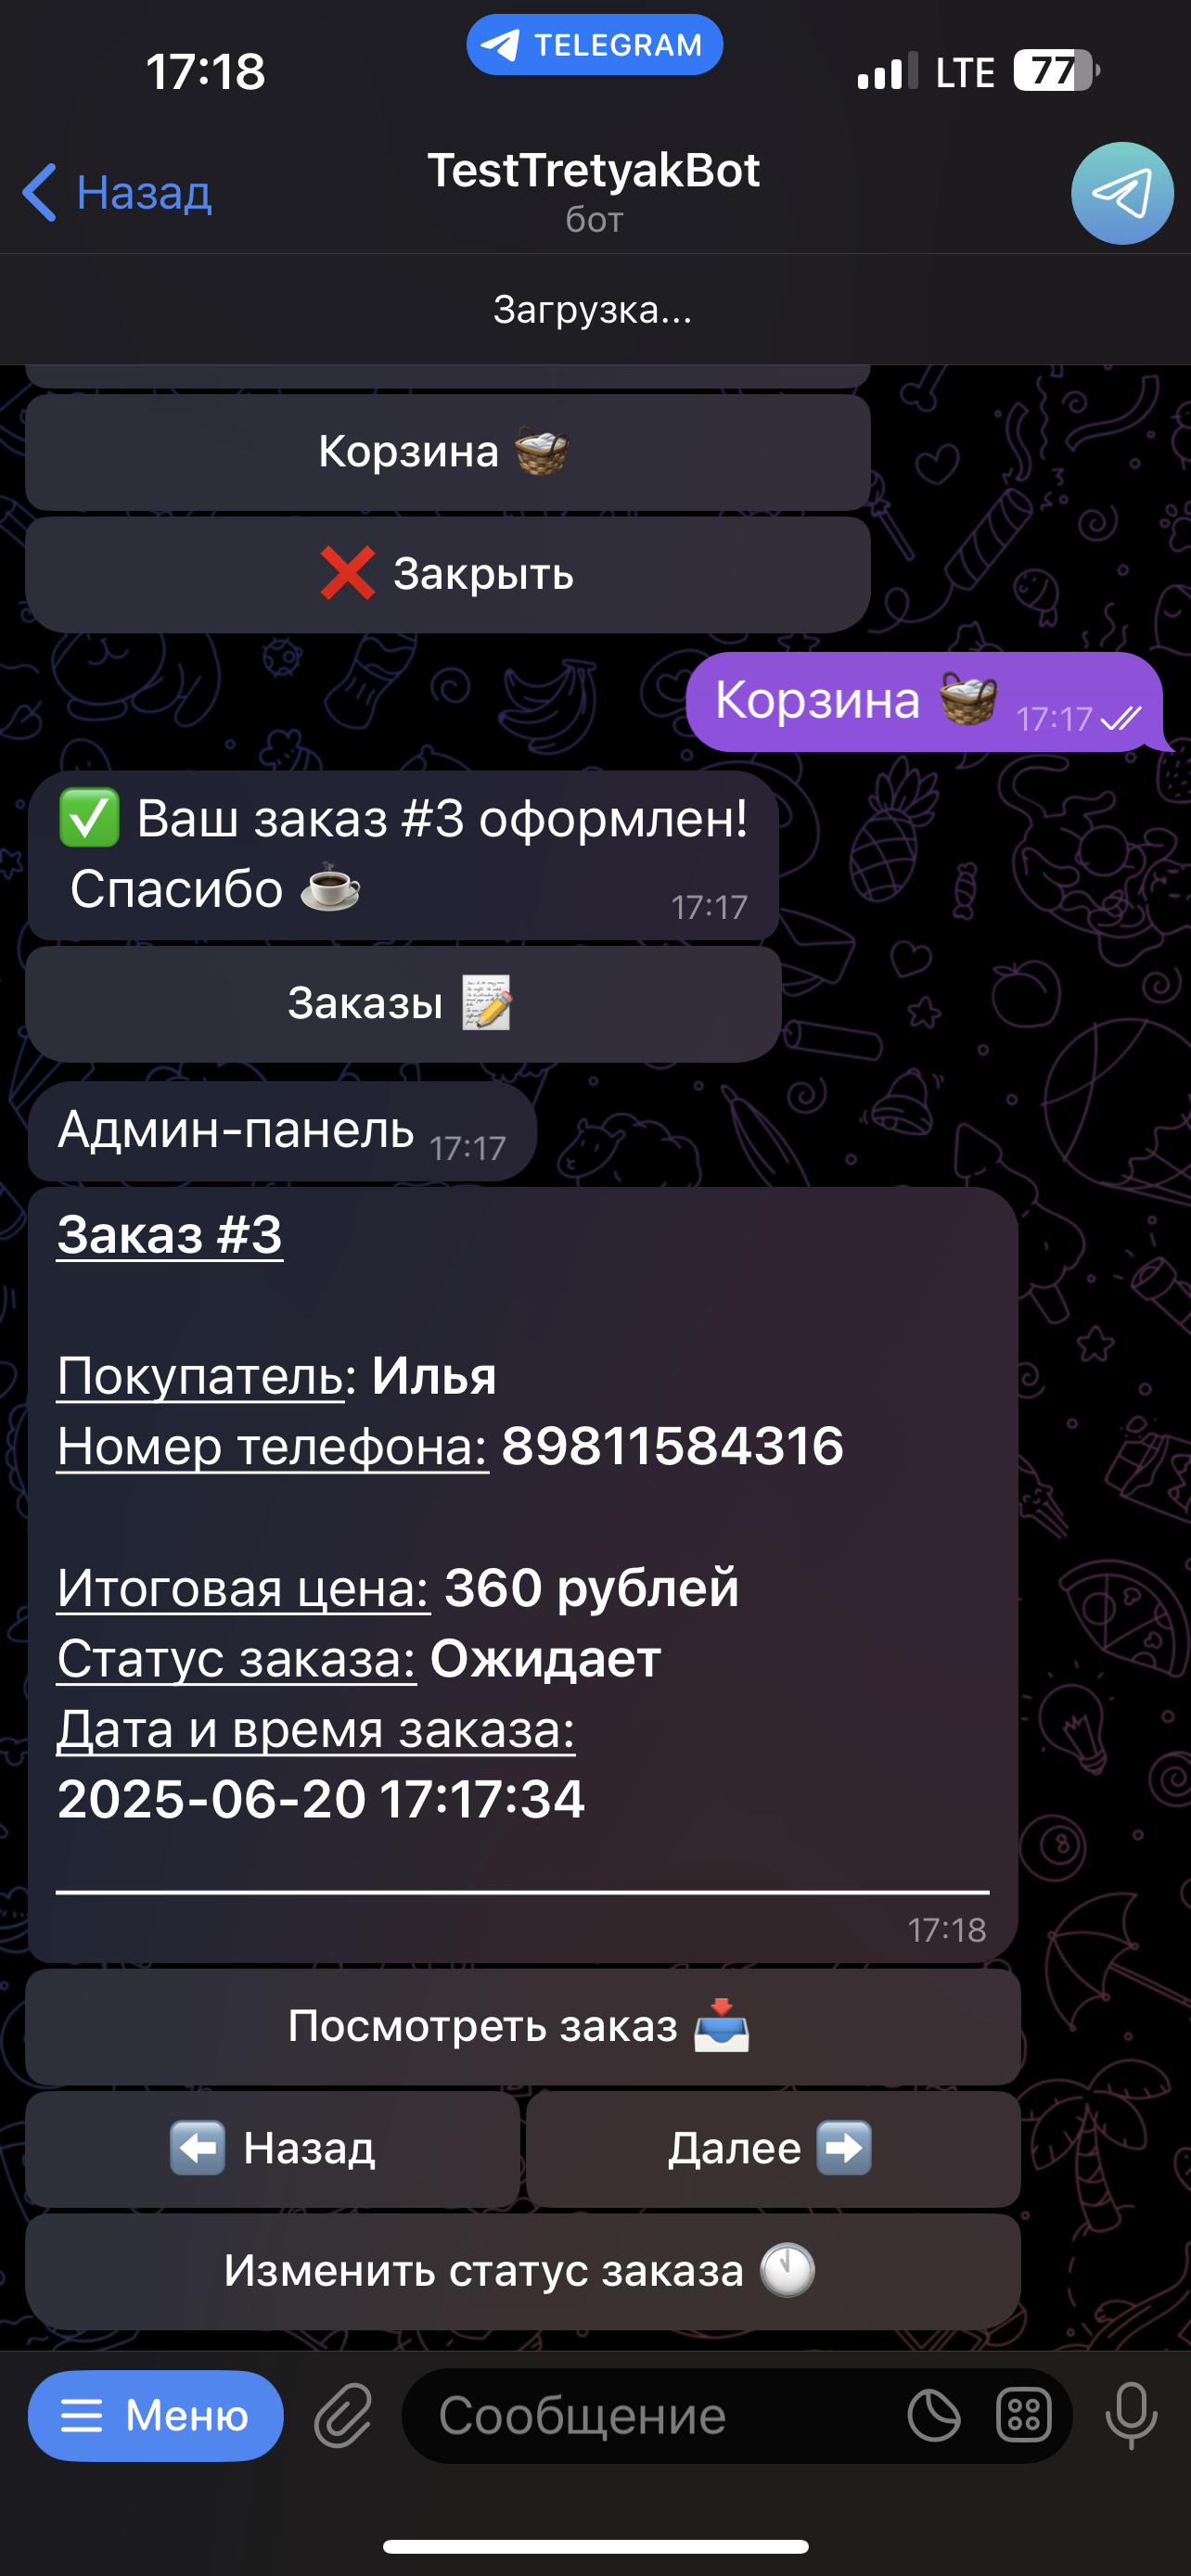 17:18
TELEGRAM
LTE
77
Назад
TestTretyakBot
бот
Загрузка...
Корзина 🧺
❌ Закрыть
Корзина 🧺 17:17
✅ Ваш заказ #3 оформлен!
Спасибо ☕
17:17
Заказы 📝
Админ-панель 17:17
Заказ #3
Покупатель: Илья
Номер телефона: 89811584316
Итоговая цена: 360 рублей
Статус заказа: Ожидает
Дата и время заказа:
2025-06-20 17:17:34
17:18
Посмотреть заказ 📥
⬅️ Назад
Далее ➡️
Изменить статус заказа 🕚
Меню
Сообщение